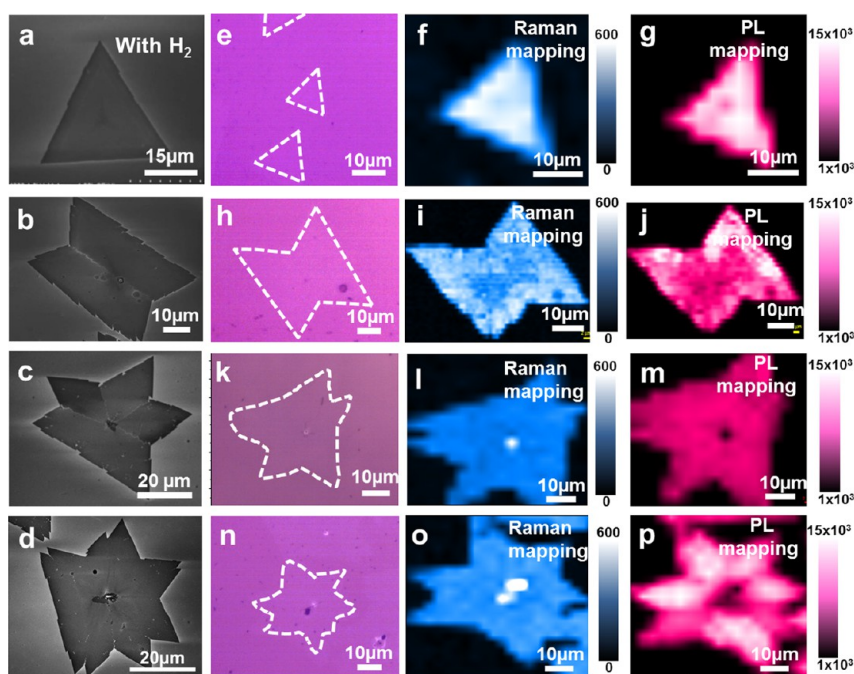 a
With H2
15μm
e
10μm
f
Raman
mapping
10μm
600
0
g
PL
mapping
10μm
15x10³
1x10³
b
10μm
h
10μm
i
Raman
mapping
10μm
600
0
j
PL
mapping
10μm
15x10³
1x10³
c
20 μm
k
10μm
l
Raman
mapping
10μm
600
0
m
PL
mapping
10μm
15x10³
1x10³
d
20μm
n
10μm
o
Raman
mapping
10μm
600
0
p
PL
mapping
10μm
15x10³
1x10³